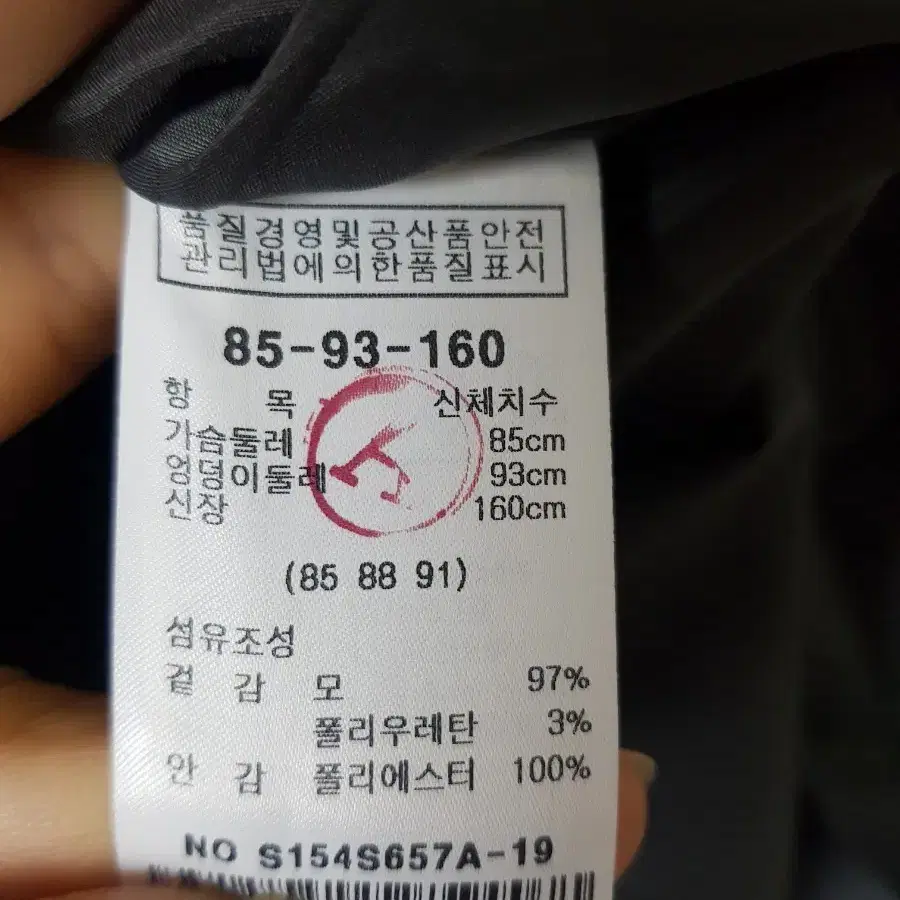 품질경영및공산품안전
관리법에의한품질표시
85-93-160
항 목 신체치수
가슴둘레 85cm
엉덩이둘레 93cm
신장 160cm
(85 88 91)
섬유조성
겉 감 모 97%
폴리우레탄 3%
안 감 폴리에스터 100%
NO S154S657A-19